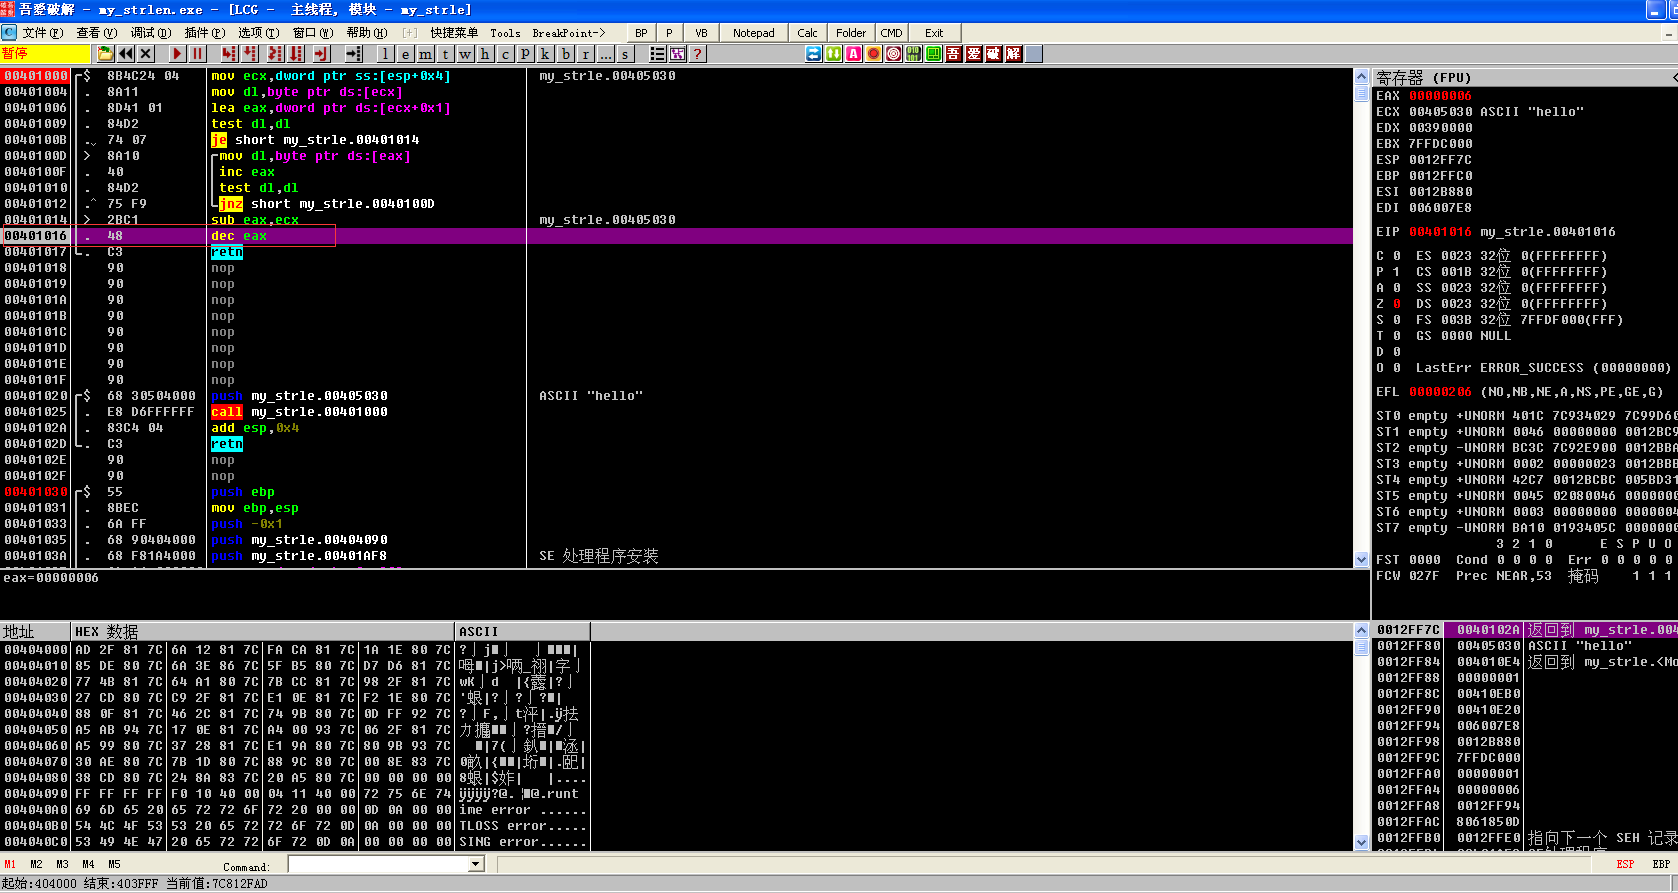 吾爱破解 - my_strlen.exe - [LCG - 主线程, 模块 - my_strle]
文件(F) 查看(V) 调试(D) 插件(P) 选项(T) 窗口(W) 帮助(H) [+] 快捷菜单 Tools BreakPoint-> BP P VB Notepad Calc Folder CMD Exit
暂停 l e m t w h c p k b r ... s ? 吾 爱 破 解
00401000 $ 8B4C24 04 mov ecx,dword ptr ss:[esp+0x4] my_strle.00405030
00401004 . 8A11 mov dl,byte ptr ds:[ecx]
00401006 . 8D41 01 lea eax,dword ptr ds:[ecx+0x1]
00401009 . 84D2 test dl,dl
0040100B . 74 07 je short my_strle.00401014
0040100D > 8A10 mov dl,byte ptr ds:[eax]
0040100F . 40 inc eax
00401010 . 84D2 test dl,dl
00401012 .^ 75 F9 jnz short my_strle.0040100D
00401014 > 2BC1 sub eax,ecx my_strle.00405030
00401016 . 48 dec eax
00401017 . C3 retn
00401018 90 nop
00401019 90 nop
0040101A 90 nop
0040101B 90 nop
0040101C 90 nop
0040101D 90 nop
0040101E 90 nop
0040101F 90 nop
00401020 $ 68 30504000 push my_strle.00405030 ASCII "hello"
00401025 . E8 D6FFFFFF call my_strle.00401000
0040102A . 83C4 04 add esp,0x4
0040102D . C3 retn
0040102E 90 nop
0040102F 90 nop
00401030 $ 55 push ebp
00401031 . 8BEC mov ebp,esp
00401033 . 6A FF push -0x1
00401035 . 68 90404000 push my_strle.00404090
0040103A . 68 F81A4000 push my_strle.00401AF8 SE 处理程序安装
eax=00000006
寄存器 (FPU)
EAX 00000006
ECX 00405030 ASCII "hello"
EDX 00390000
EBX 7FFDC000
ESP 0012FF7C
EBP 0012FFC0
ESI 0012B880
EDI 006007E8
EIP 00401016 my_strle.00401016
C 0 ES 0023 32位 0(FFFFFFFF)
P 1 CS 001B 32位 0(FFFFFFFF)
A 0 SS 0023 32位 0(FFFFFFFF)
Z 0 DS 0023 32位 0(FFFFFFFF)
S 0 FS 003B 32位 7FFDF000(FFF)
T 0 GS 0000 NULL
D 0
O 0 LastErr ERROR_SUCCESS (00000000)
EFL 00000206 (NO,NB,NE,A,NS,PE,GE,G)
ST0 empty +UNORM 401C 7C934029 7C99D60
ST1 empty +UNORM 0046 00000000 0012BC9
ST2 empty -UNORM BC3C 7C92E900 0012BBA
ST3 empty +UNORM 0002 00000023 0012BBB
ST4 empty +UNORM 42C7 0012BCBC 005BD31
ST5 empty +UNORM 0045 02080046 0000000
ST6 empty +UNORM 0003 00000000 0000004
ST7 empty -UNORM BA10 0193405C 0000000
3 2 1 0 E S P U O
FST 0000 Cond 0 0 0 0 Err 0 0 0 0 0
FCW 027F Prec NEAR,53 掩码 1 1 1
地址 HEX 数据 ASCII
00404000 AD 2F 81 7C 6A 12 81 7C FA CA 81 7C 1A 1E 80 7C
00404010 85 DE 80 7C 6A 3E 86 7C 5F B5 80 7C D7 D6 81 7C
00404020 77 4B 81 7C 64 A1 80 7C 7B CC 81 7C 98 2F 81 7C
00404030 27 CD 80 7C C9 2F 81 7C E1 0E 81 7C F2 1E 80 7C
00404040 88 0F 81 7C 46 2C 81 7C 74 9B 80 7C 0D FF 92 7C
00404050 A5 AB 94 7C 17 0E 81 7C A4 00 93 7C 06 2F 81 7C
00404060 A5 99 80 7C 37 28 81 7C E1 9A 80 7C 80 9B 93 7C
00404070 30 AE 80 7C 7B 1D 80 7C 88 9C 80 7C 00 8E 83 7C
00404080 38 CD 80 7C 24 8A 83 7C 20 A5 80 7C 00 00 00 00
00404090 FF FF FF FF F0 10 40 00 04 11 40 00 72 75 6E 74
004040A0 69 6D 65 20 65 72 72 6F 72 20 00 00 0D 0A 00 00 ime error ......
004040B0 54 4C 4F 53 53 20 65 72 72 6F 72 0D 0A 00 00 00 TLOSS error.....
004040C0 53 49 4E 47 20 65 72 72 6F 72 0D 0A 00 00 00 00 SING error......
0012FF7C 0040102A 返回到 my_strle.004
0012FF80 00405030 ASCII "hello"
0012FF84 004010E4 返回到 my_strle.<Mo
0012FF88 00000001
0012FF8C 00410EB0
0012FF90 00410E20
0012FF94 006007E8
0012FF98 0012B880
0012FF9C 7FFDC000
0012FFA0 00000001
0012FFA4 00000006
0012FFA8 0012FF94
0012FFAC 8061850D
0012FFB0 0012FFE0 指向下一个 SEH 记录
M1 M2 M3 M4 M5 Command: ESP EBP
起始:404000 结束:403FFF 当前值:7C812FAD